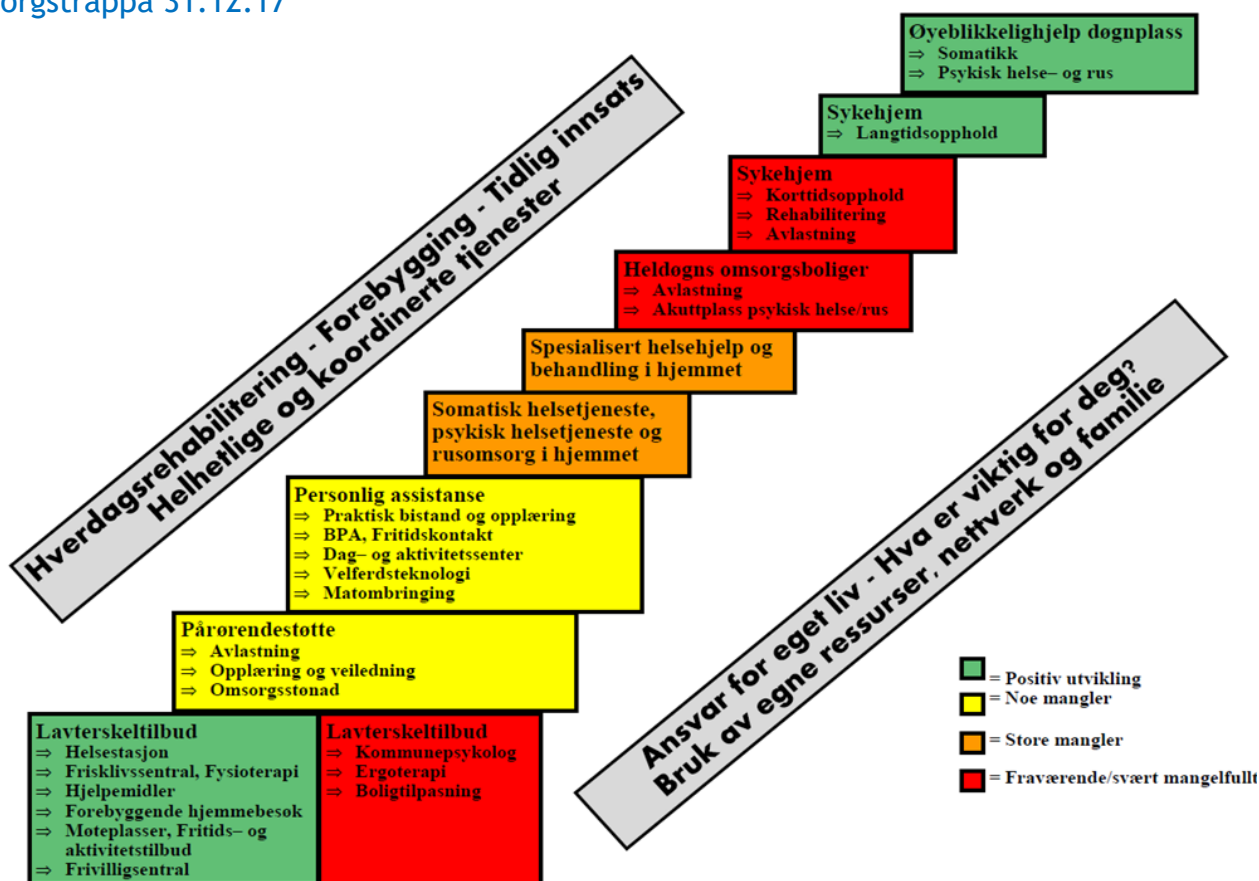 31.12.17
Øyeblikkelighjelp døgnplass
⇒ Somatikk
⇒ Psykisk helse– og rus
Sykehjem
⇒ Langtidsopphold
Sykehjem
⇒ Korttidsopphold
⇒ Rehabilitering
⇒ Avlastning
Heldøgns omsorgsboliger
⇒ Avlastning
⇒ Akuttplass psykisk helse/rus
Spesialisert helsehjelp og
behandling i hjemmet
Somatisk helsetjeneste,
psykisk helsetjeneste og
rusomsorg i hjemmet
Personlig assistanse
⇒ Praktisk bistand og opplæring
⇒ BPA, Fritidskontakt
⇒ Dag– og aktivitetssenter
⇒ Velferdsteknologi
⇒ Matombringing
Pårørendestøtte
⇒ Avlastning
⇒ Opplæring og veiledning
⇒ Omsorgsstønad
Lavterskeltilbud
⇒ Helsestasjon
⇒ Frisklivssentral, Fysioterapi
⇒ Hjelpemidler
⇒ Forebyggende hjemmebesøk
⇒ Møteplasser, Fritids– og
aktivitetstilbud
⇒ Frivilligsentral
Lavterskeltilbud
⇒ Kommunepsykolog
⇒ Ergoterapi
⇒ Boligtilpasning
Hverdagsrehabilitering - Forebygging - Tidlig innsats
Helhetlige og koordinerte tjenester
Ansvar for eget liv - Hva er viktig for deg?
Bruk av egne ressurser, nettverk og familie
= Positiv utvikling
= Noe mangler
= Store mangler
= Fraværende/svært mangelfullt